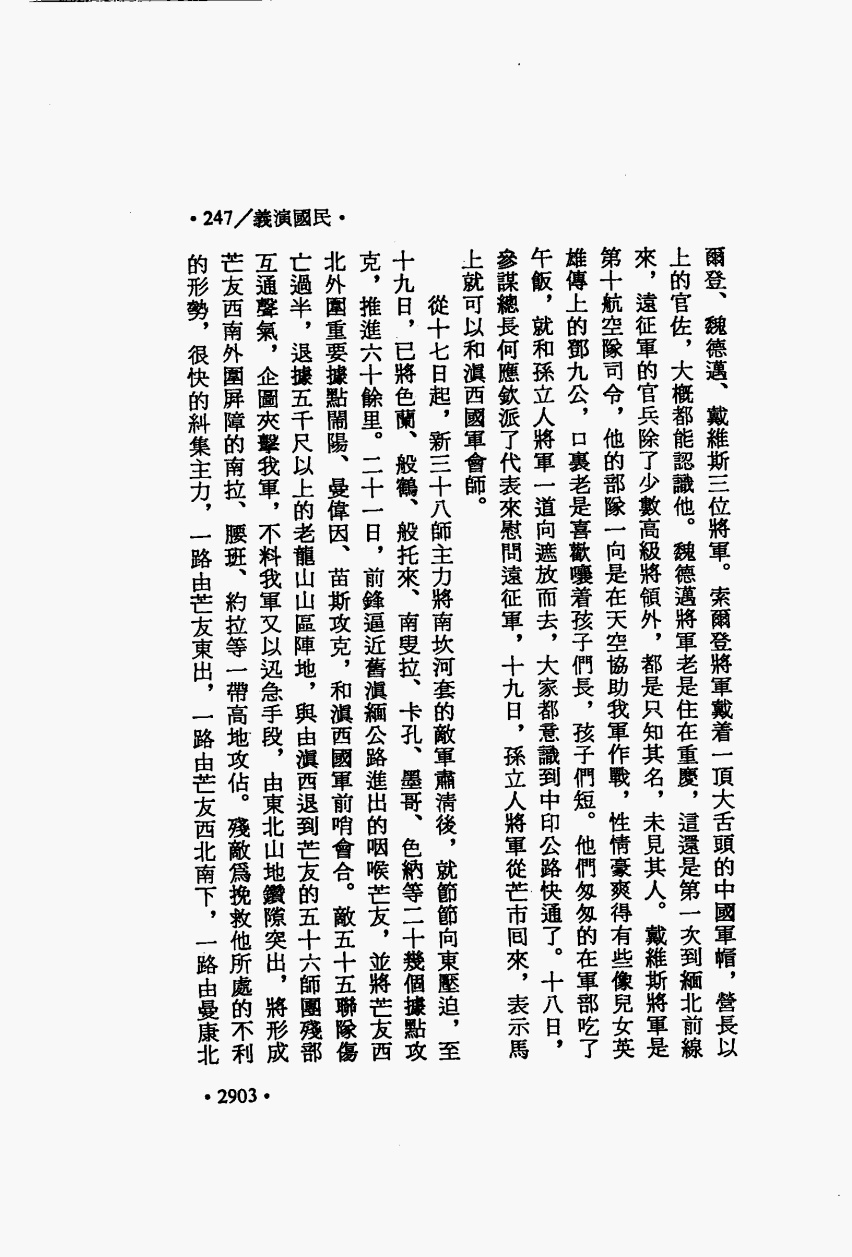 •247／義演國民•
爾登、魏德邁、戴維斯三位將軍。索爾登將軍戴着一頂大舌頭的中國軍帽，營長以
上的官佐，大概都能認識他。魏德邁將軍老是住在重慶，這還是第一次到緬北前線
來，遠征軍的官兵除了少數高級將領外，都是只知其名，未見其人。戴維斯將軍是
第十航空隊司令，他的部隊一向是在天空協助我軍作戰，性情豪爽得有些像兒女英
雄傳上的鄧九公，口裏老是喜歡嚷着孩子們長，孩子們短。他們匆匆的在軍部吃了
午飯，就和孫立人將軍一道向遮放而去，大家都意識到中印公路快通了。十八日，
參謀總長何應欽派了代表來慰問遠征軍，十九日，孫立人將軍從芒市囘來，表示馬
上就可以和滇西國軍會師。
從十七日起，新三十八師主力將南坎河套的敵軍肅清後，就節節向東壓迫，至
十九日，已將色蘭、般鶴、般托來、南叟拉、卡孔、墨哥、色納等二十幾個據點攻
克，推進六十餘里。二十一日，前鋒逼近舊滇緬公路進出的咽喉芒友，並將芒友西
北外圍重要據點鬧陽、曼偉因、苗斯攻克，和滇西國軍前哨會合。敵五十五聯隊傷
亡過半，退據五千尺以上的老龍山山區陣地，與由滇西退到芒友的五十六師團殘部
互通聲氣，企圖夾擊我軍，不料我軍又以迅急手段，由東北山地鑽隙突出，將形成
芒友西南外圍屏障的南拉、腰班、約拉等一帶高地攻佔。殘敵爲挽救他所處的不利
的形勢，很快的糾集主力，一路由芒友東出，一路由芒友西北南下，一路由曼康北
•2903•